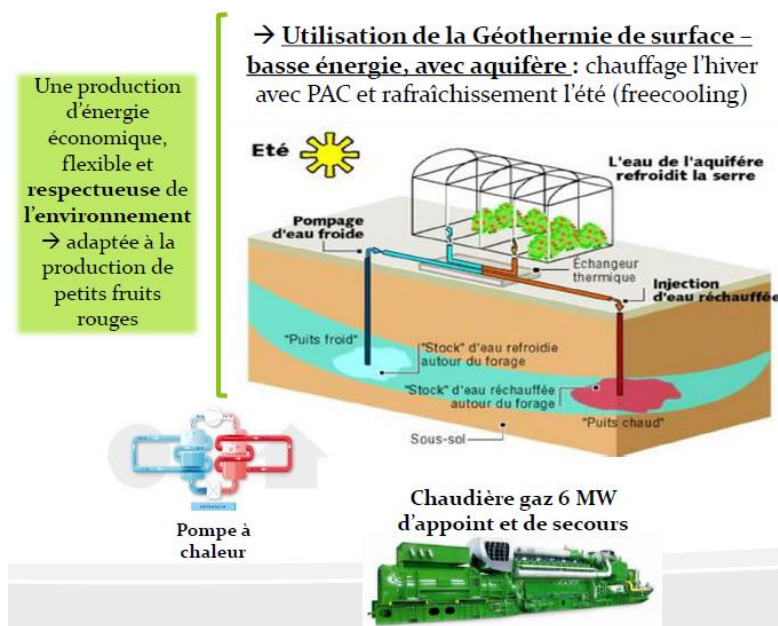 → Utilisation de la Géothermie de surface –
basse énergie, avec aquifère : chauffage l’hiver
avec PAC et rafraîchissement l’été (freecooling)
Une production
d’énergie
économique,
flexible et
respectueuse de
l’environnement
→ adaptée à la
production de
petits fruits
rouges
Eté
L'eau de l'aquifére
refroidit la serre
Pompage
d'eau froide
Échangeur
thermique
Injection
d'eau réchauffée
"Puits froid"
"Stock" d'eau refroidie
autour du forage
"Stock" d'eau réchauffée
autour du forage
"Puits chaud"
Sous-sol
Pompe à
chaleur
Chaudière gaz 6 MW
d’appoint et de secours